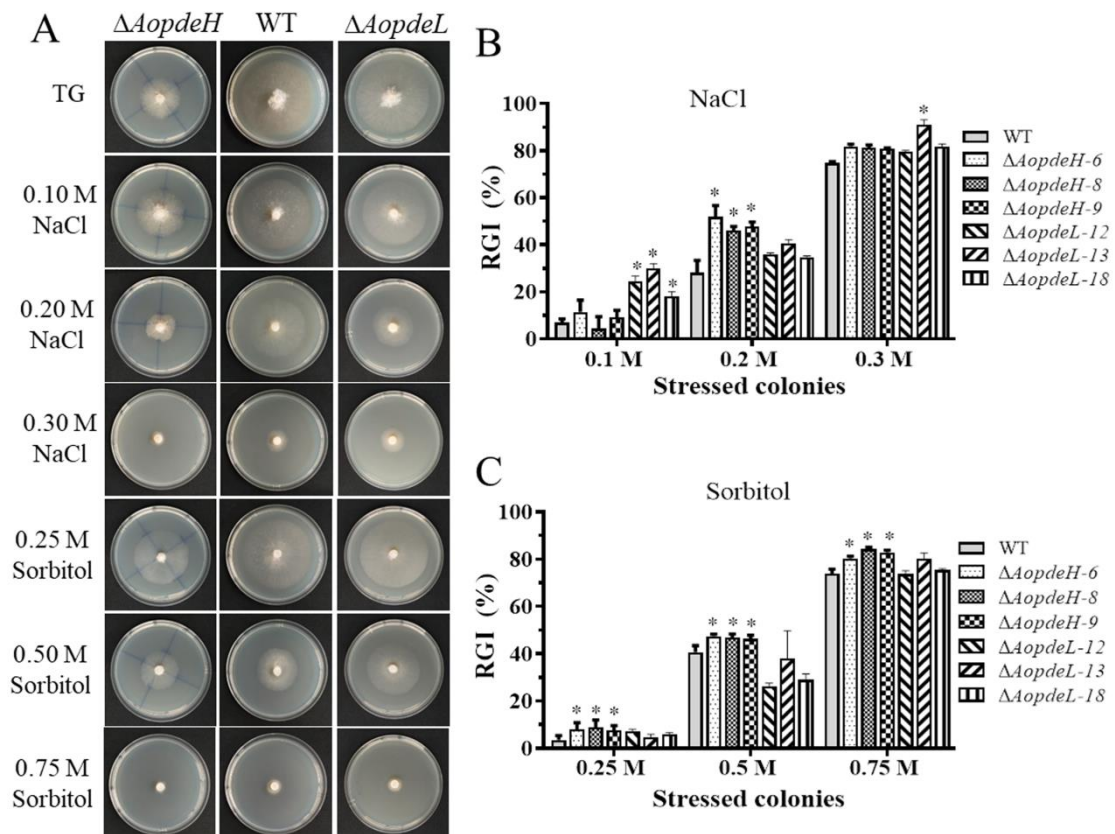 A
ΔAopdeH WT ΔAopdeL
TG
0.10 M
NaCl
0.20 M
NaCl
0.30 M
NaCl
0.25 M
Sorbitol
0.50 M
Sorbitol
0.75 M
Sorbitol
B
NaCl
RGI (%)
100
80
60
40
20
0
* * * * * * *
0.1 M 0.2 M 0.3 M
Stressed colonies
WT
ΔAopdeH-6
ΔAopdeH-8
ΔAopdeH-9
ΔAopdeL-12
ΔAopdeL-13
ΔAopdeL-18
C
Sorbitol
RGI (%)
100
80
60
40
20
0
* * * * * * * * *
0.25 M 0.5 M 0.75 M
Stressed colonies
WT
ΔAopdeH-6
ΔAopdeH-8
ΔAopdeH-9
ΔAopdeL-12
ΔAopdeL-13
ΔAopdeL-18